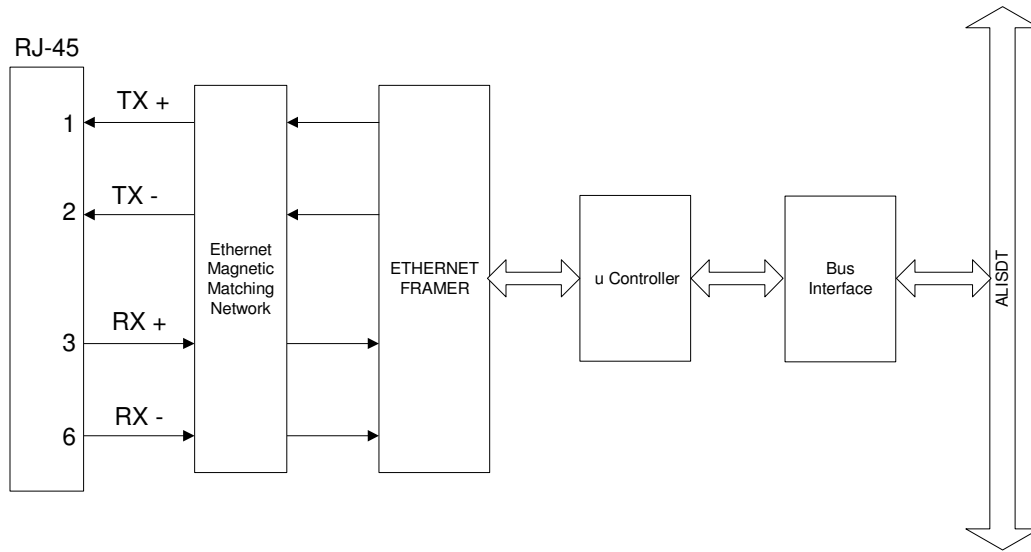 RJ-45
1
TX +
2
TX -
3
RX +
6
RX -
Ethernet
Magnetic
Matching
Network
ETHERNET
FRAMER
u Controller
Bus
Interface
ALISDT